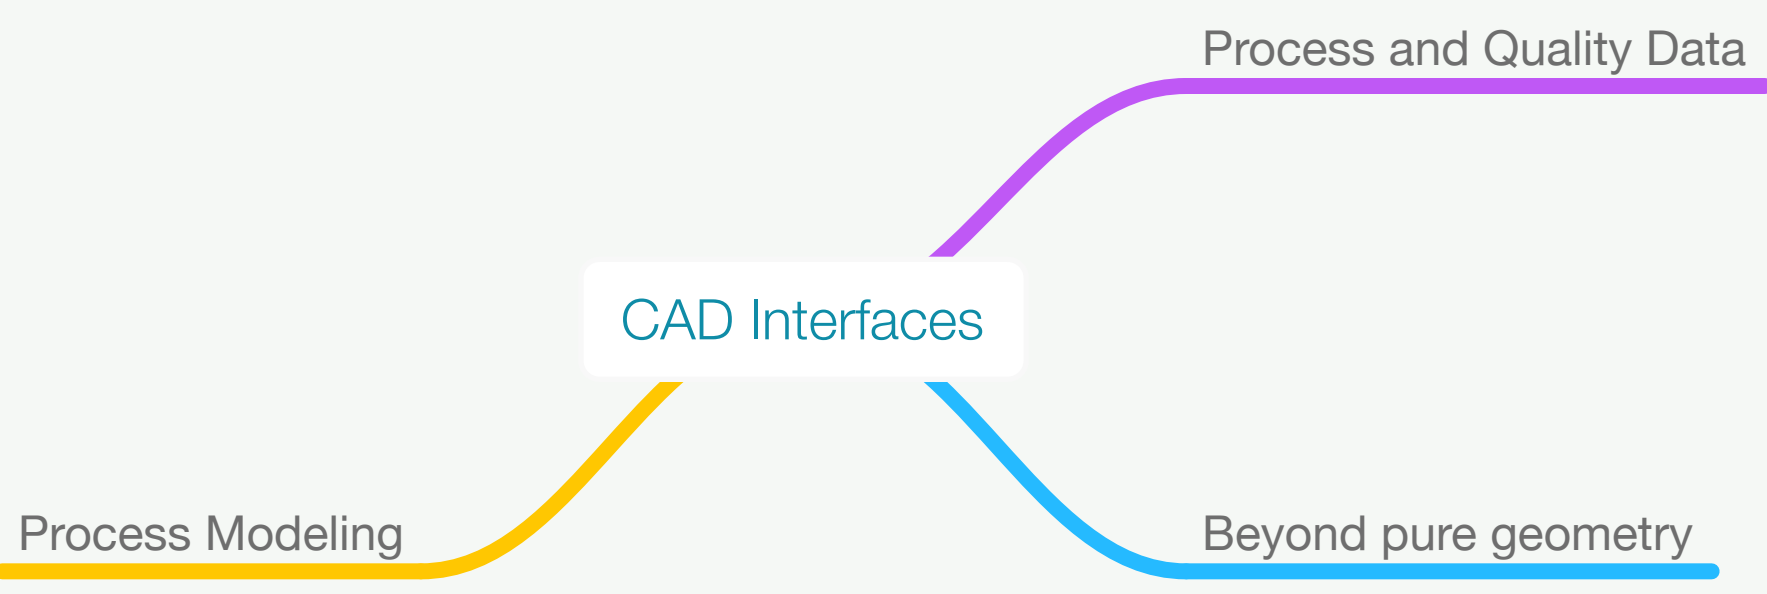 Process and Quality Data
CAD Interfaces
Process Modeling
Beyond pure geometry